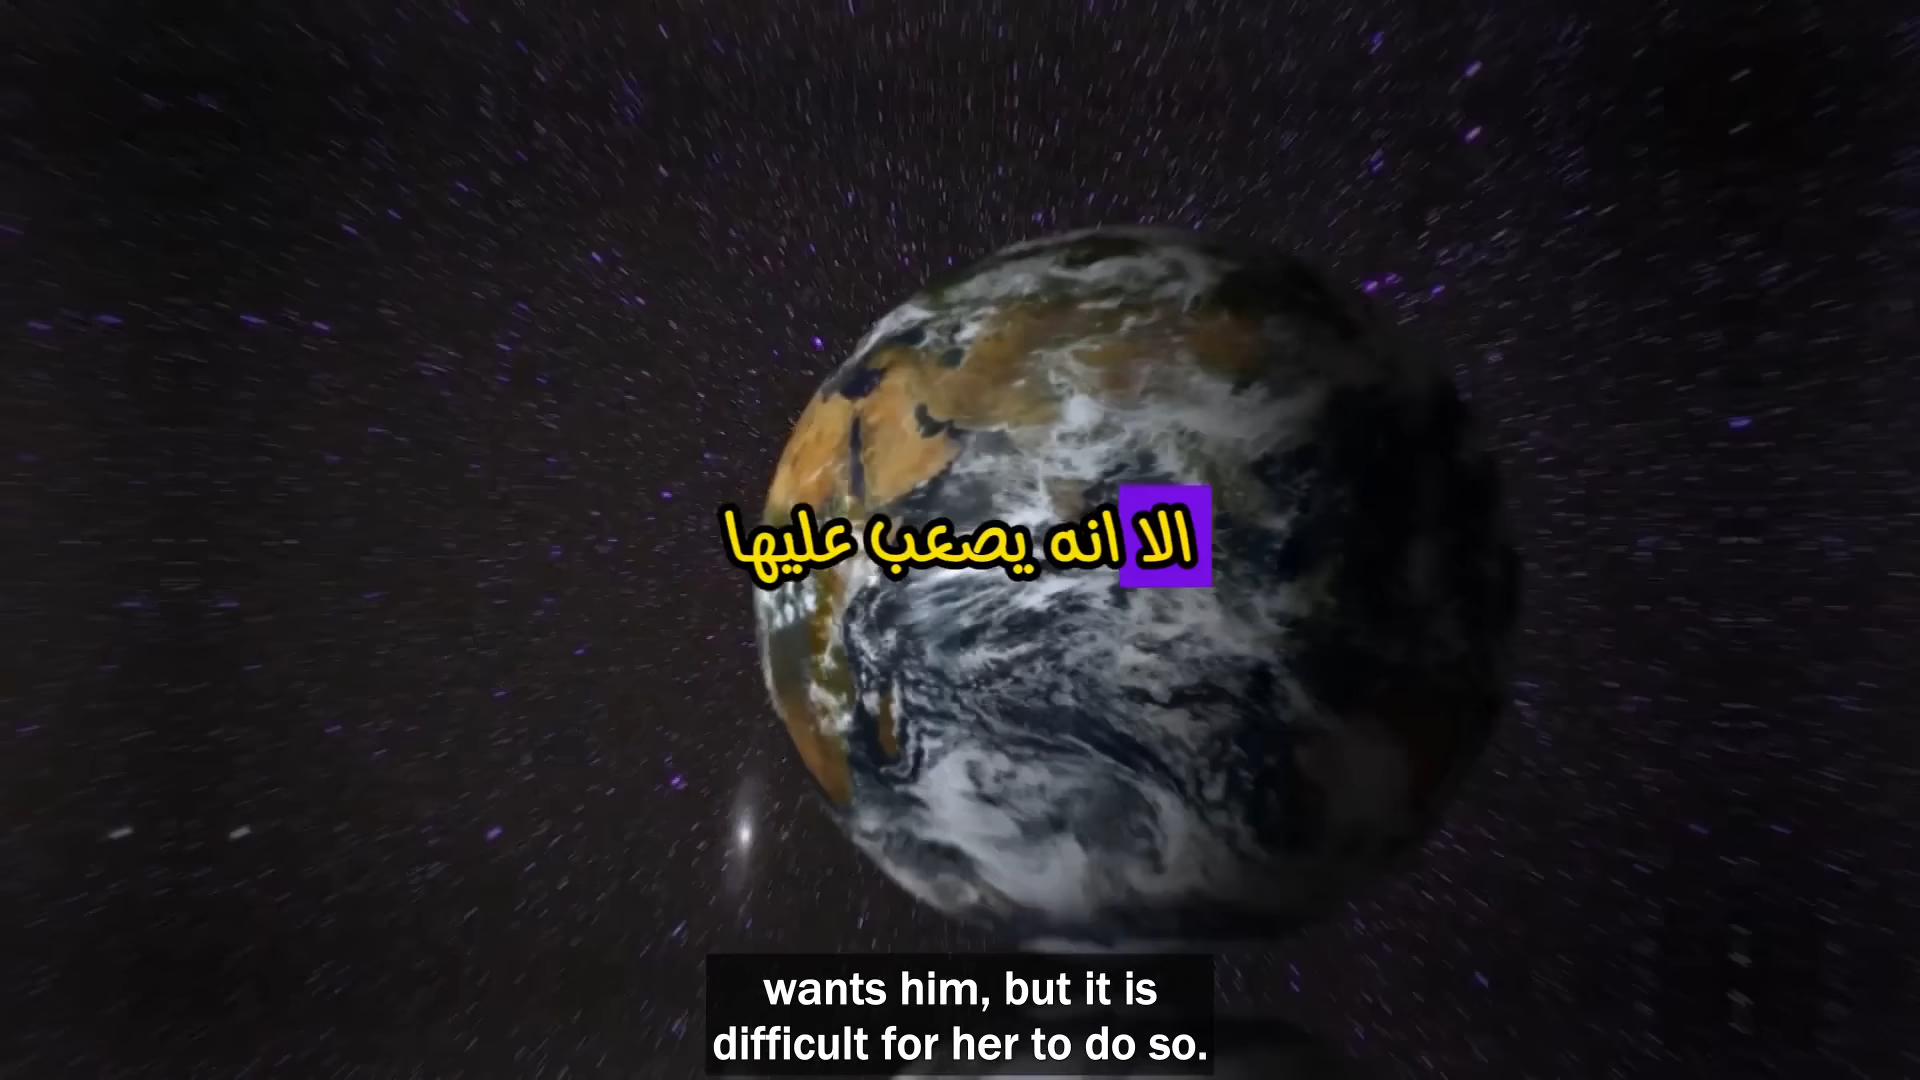 الا انه يصعب عليها
wants him, but it is
difficult for her to do so.